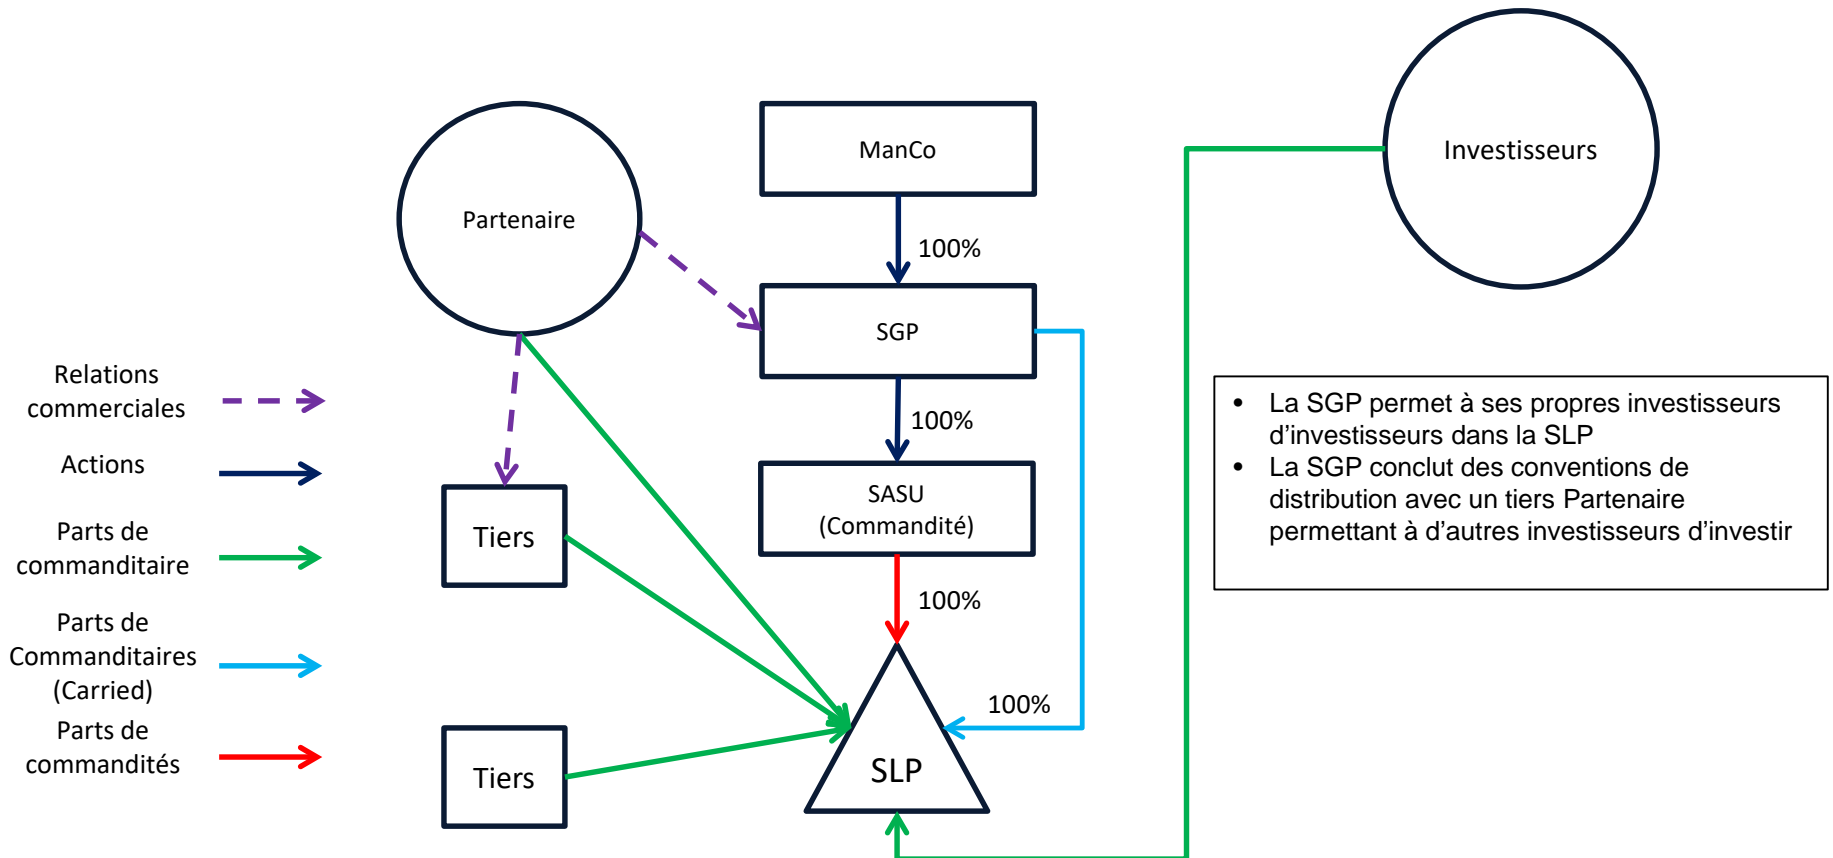 Investisseurs
ManCo
Partenaire
100%
SGP
Relations
commerciales
Actions
Parts de
commanditaire
Parts de
Commanditaires
(Carried)
Parts de
commandités
100%
SASU
(Commandité)
Tiers
100%
100%
Tiers
SLP
• La SGP permet à ses propres investisseurs
d’investisseurs dans la SLP
• La SGP conclut des conventions de
distribution avec un tiers Partenaire
permettant à d’autres investisseurs d’investir